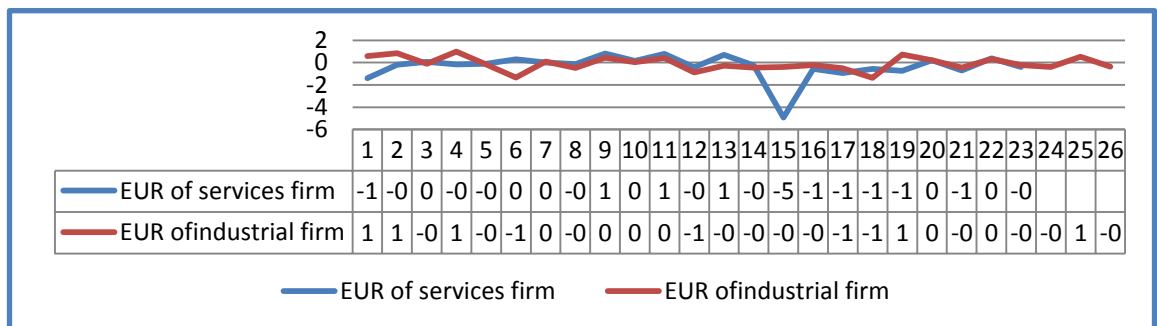 2
0
-2
-4
-6
1 2 3 4 5 6 7 8 9 10 11 12 13 14 15 16 17 18 19 20 21 22 23 24 25 26
EUR of services firm -1 -0 0 -0 -0 0 0 -0 1 0 1 -0 1 -0 -5 -1 -1 -1 -1 0 -1 0 -0
EUR ofindustrial firm 1 1 -0 1 -0 -1 0 -0 0 0 0 -1 -0 -0 -0 -0 -1 -1 1 0 -0 0 -0 -0 1 -0
EUR of services firm EUR ofindustrial firm